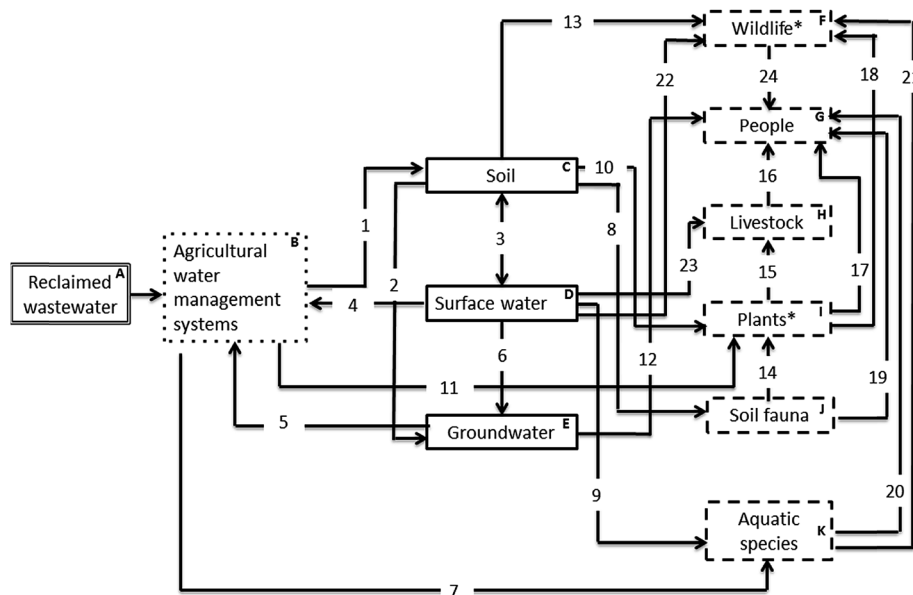 13
Wildlife* F
22
24
18
21
People G
Soil C
10
16
1
8
Livestock H
Agricultural B
water
management
systems
3
23
15
17
Reclaimed A
wastewater
2
4
Surface water D
Plants* I
6
12
11
14
19
5
Groundwater E
Soil fauna J
9
20
Aquatic
species K
7